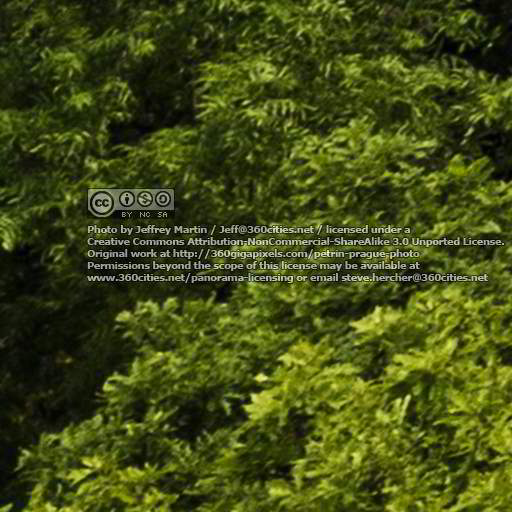 cc
BY NC SA
Photo by Jeffrey Martin / Jeff@360cities.net / licensed under a
Creative Commons Attribution-NonCommercial-ShareAlike 3.0 Unported License.
Original work at http://360gigapixels.com/petrin-prague-photo
Permissions beyond the scope of this license may be available at
www.360cities.net/panorama-licensing or email steve.hercher@360cities.net